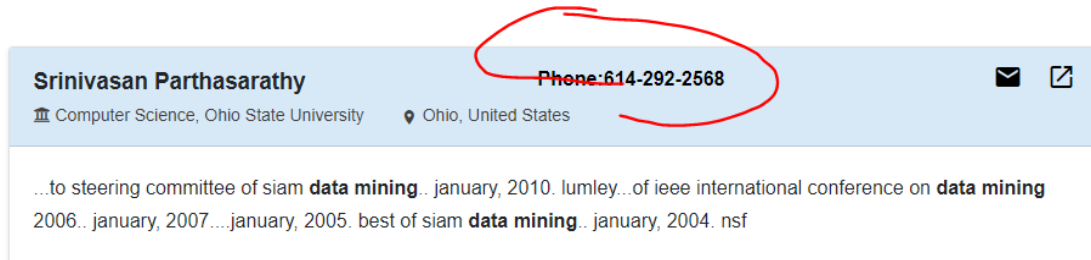 Srinivasan Parthasarathy Phone:614-292-2568
Computer Science, Ohio State University Ohio, United States
...to steering committee of siam data mining.. january, 2010. lumley...of ieee international conference on data mining
2006.. january, 2007....january, 2005. best of siam data mining.. january, 2004. nsf